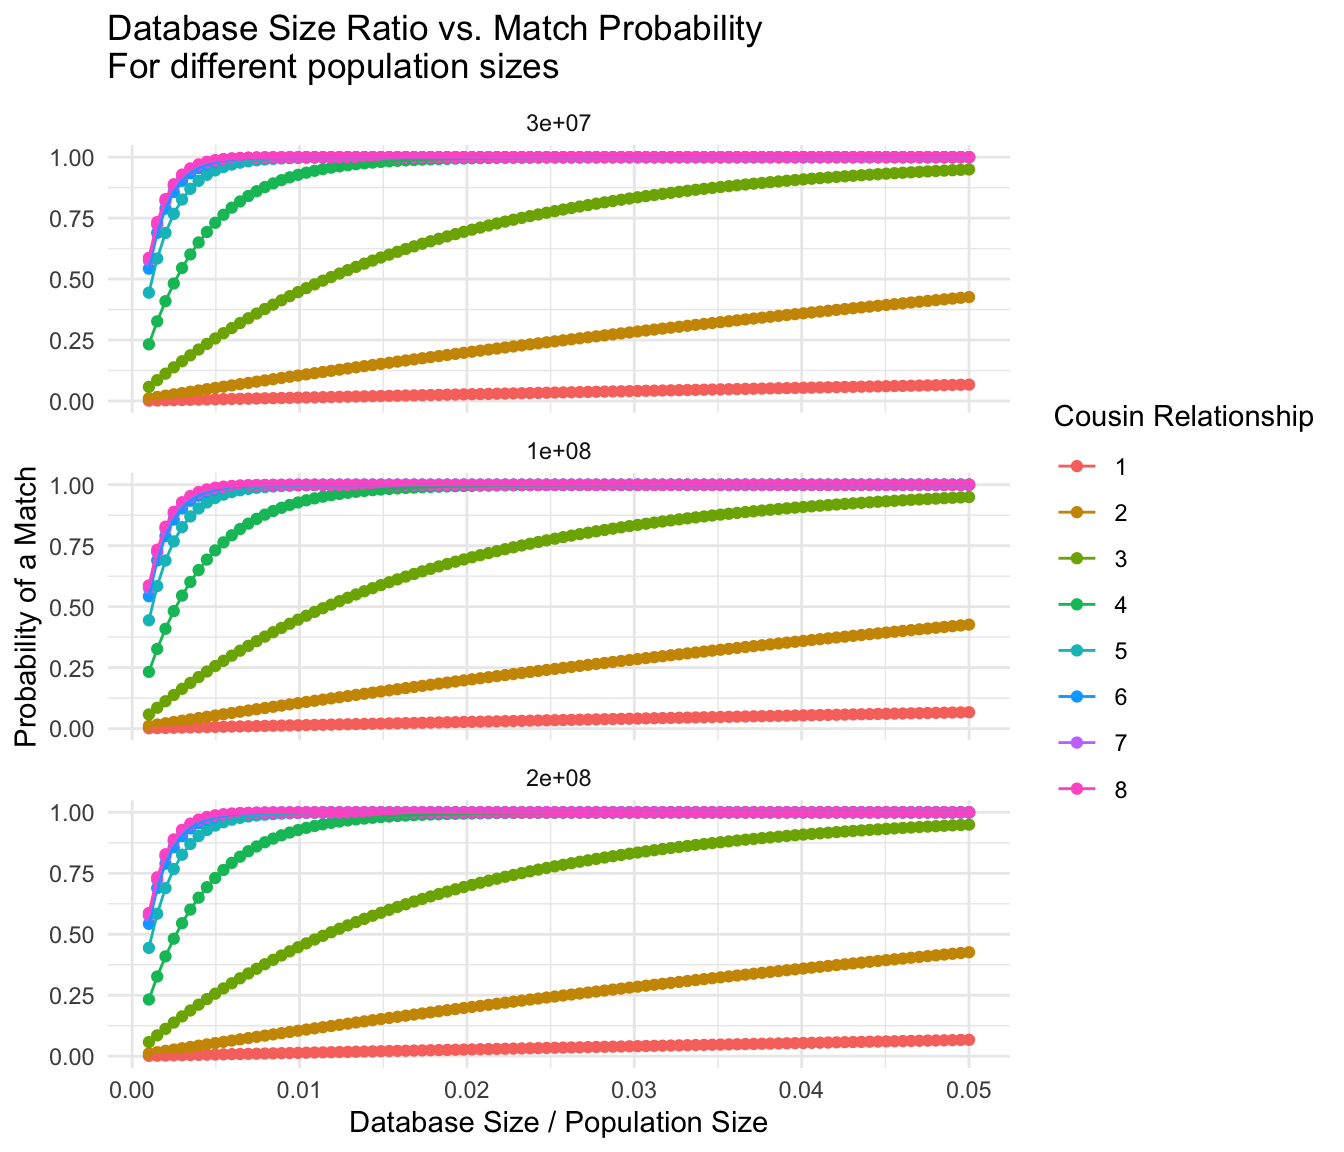 Database Size Ratio vs. Match Probability
For different population sizes
3e+07
1.00
0.75
0.50
0.25
0.00
1e+08
1.00
0.75
0.50
0.25
0.00
2e+08
1.00
0.75
0.50
0.25
0.00
0.00 0.01 0.02 0.03 0.04 0.05
Database Size / Population Size
Probability of a Match
Cousin Relationship
1
2
3
4
5
6
7
8